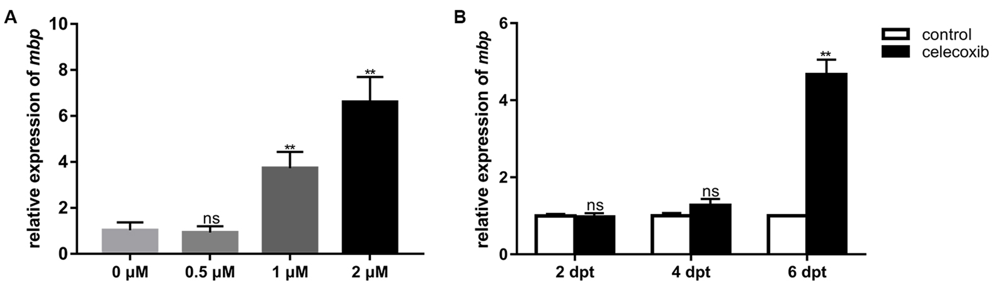 A
relative expression of mbp
10
8
6
4
2
0
ns
**
**
0 µM 0.5 µM 1 µM 2 µM
B
relative expression of mbp
6
4
2
0
ns
ns
**
2 dpt 4 dpt 6 dpt
control
celecoxib